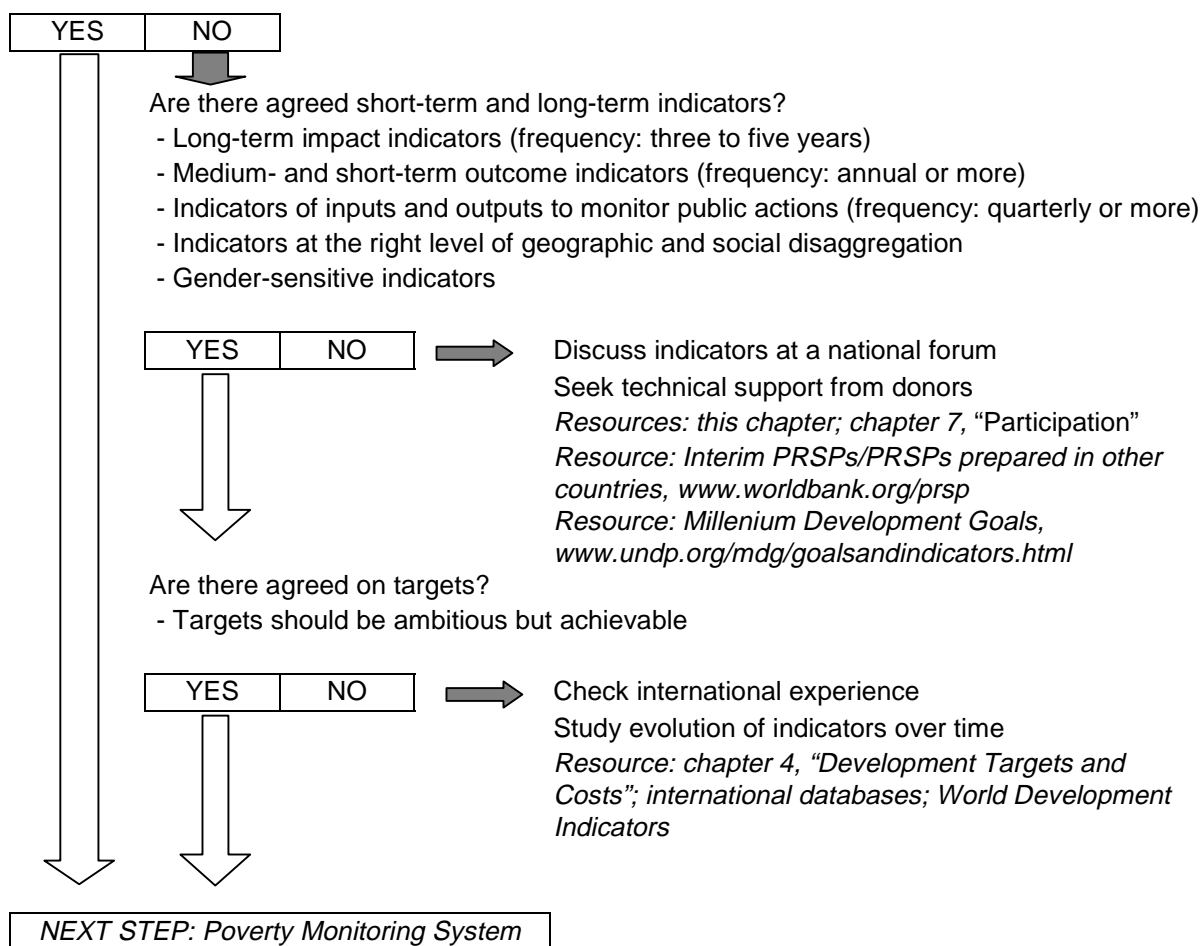 YES NO
Are there agreed short-term and long-term indicators?
- Long-term impact indicators (frequency: three to five years)
- Medium- and short-term outcome indicators (frequency: annual or more)
- Indicators of inputs and outputs to monitor public actions (frequency: quarterly or more)
- Indicators at the right level of geographic and social disaggregation
- Gender-sensitive indicators
YES NO
Discuss indicators at a national forum
Seek technical support from donors
Resources: this chapter; chapter 7, “Participation”
Resource: Interim PRSPs/PRSPs prepared in other
countries, www.worldbank.org/prsp
Resource: Millenium Development Goals,
www.undp.org/mdg/goalsandindicators.html
Are there agreed on targets?
- Targets should be ambitious but achievable
YES NO
Check international experience
Study evolution of indicators over time
Resource: chapter 4, “Development Targets and
Costs”; international databases; World Development
Indicators
NEXT STEP: Poverty Monitoring System